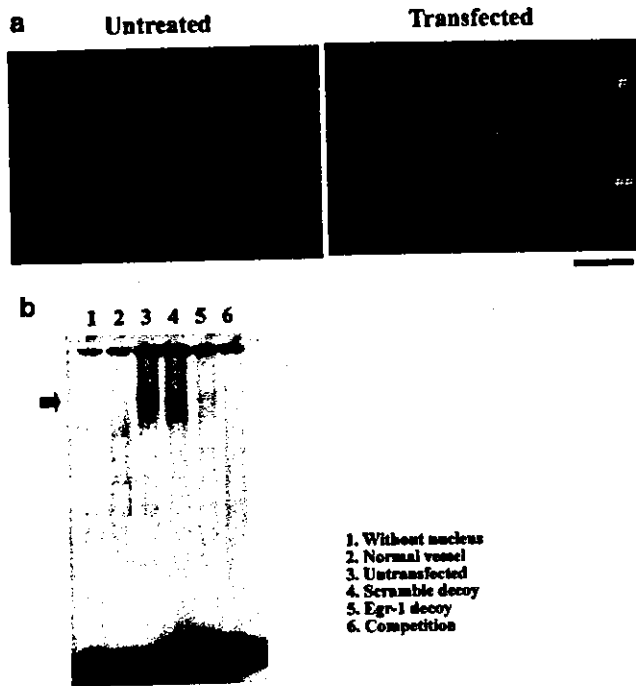 a
Untreated
Transfected
#
##
b
1 2 3 4 5 6
1. Without nucleus
2. Normal vessel
3. Untransfected
4. Scramble decoy
5. Egr-1 decoy
6. Competition